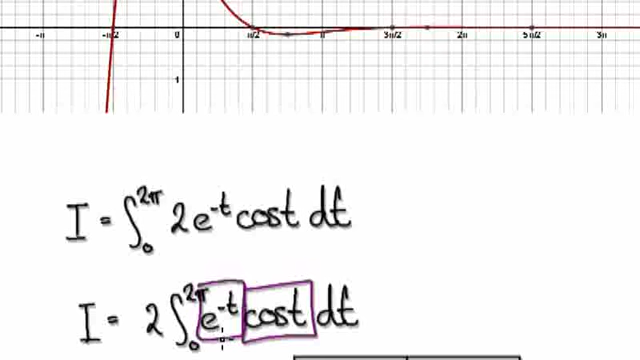 -π -π/2 0 π/2 π 3π/2 2π 5π/2 3π
1
I = ∫₀^2π 2e^-t cost dt
I = 2 ∫₀^2π e^-t cost dt